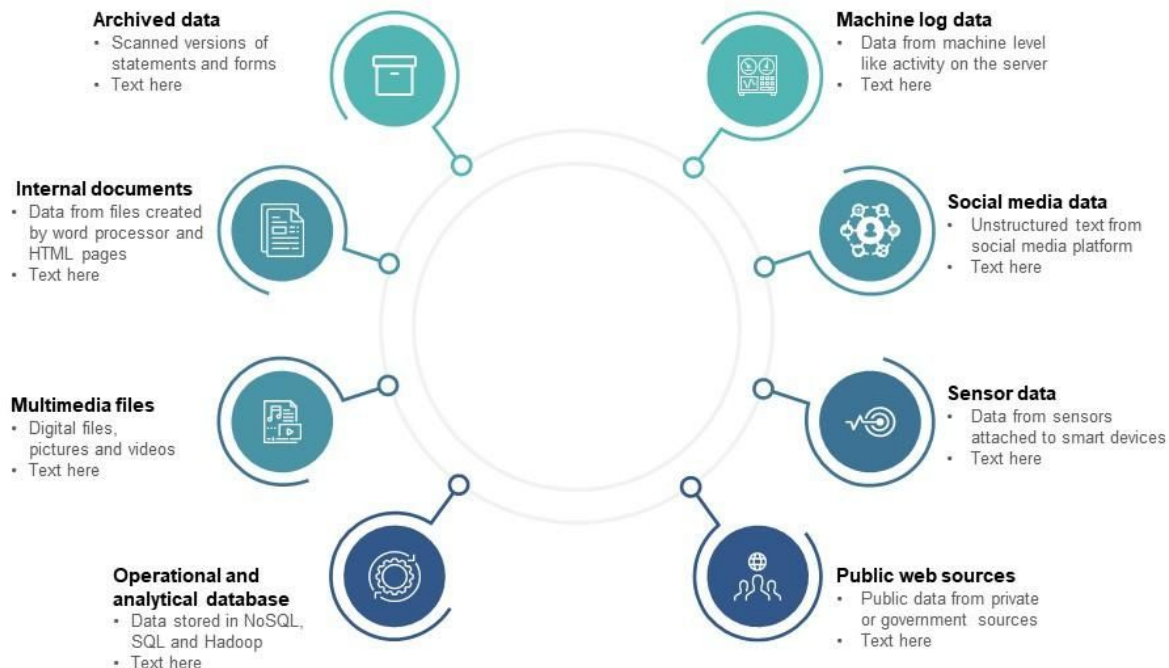 Archived data
• Scanned versions of
statements and forms
• Text here
Machine log data
• Data from machine level
like activity on the server
• Text here
Internal documents
• Data from files created
by word processor and
HTML pages
• Text here
Social media data
• Unstructured text from
social media platform
• Text here
Multimedia files
• Digital files,
pictures and videos
• Text here
Sensor data
• Data from sensors
attached to smart devices
• Text here
Operational and
analytical database
• Data stored in NoSQL,
SQL and Hadoop
• Text here
Public web sources
• Public data from private
or government sources
• Text here